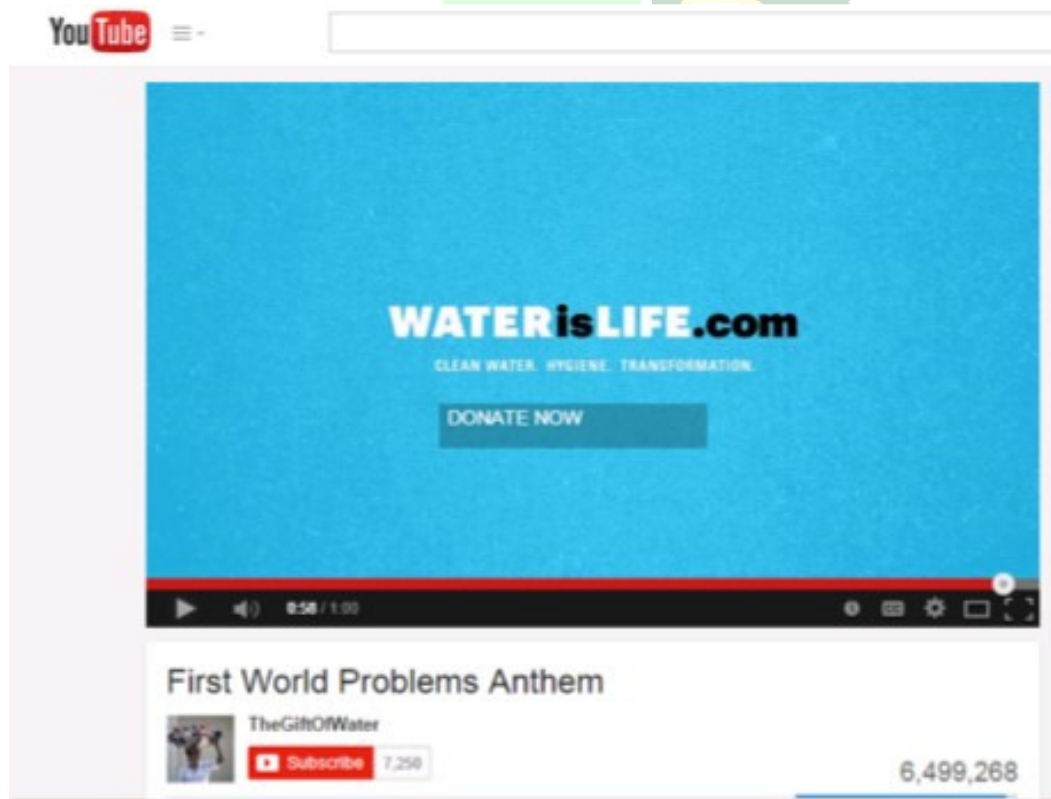 YouTube
WATERisLIFE.com
CLEAN WATER. HYGIENE. TRANSFORMATION.
DONATE NOW
0:58 / 1:00
First World Problems Anthem
TheGiftOfWater
Subscribe 7,250
6,499,268